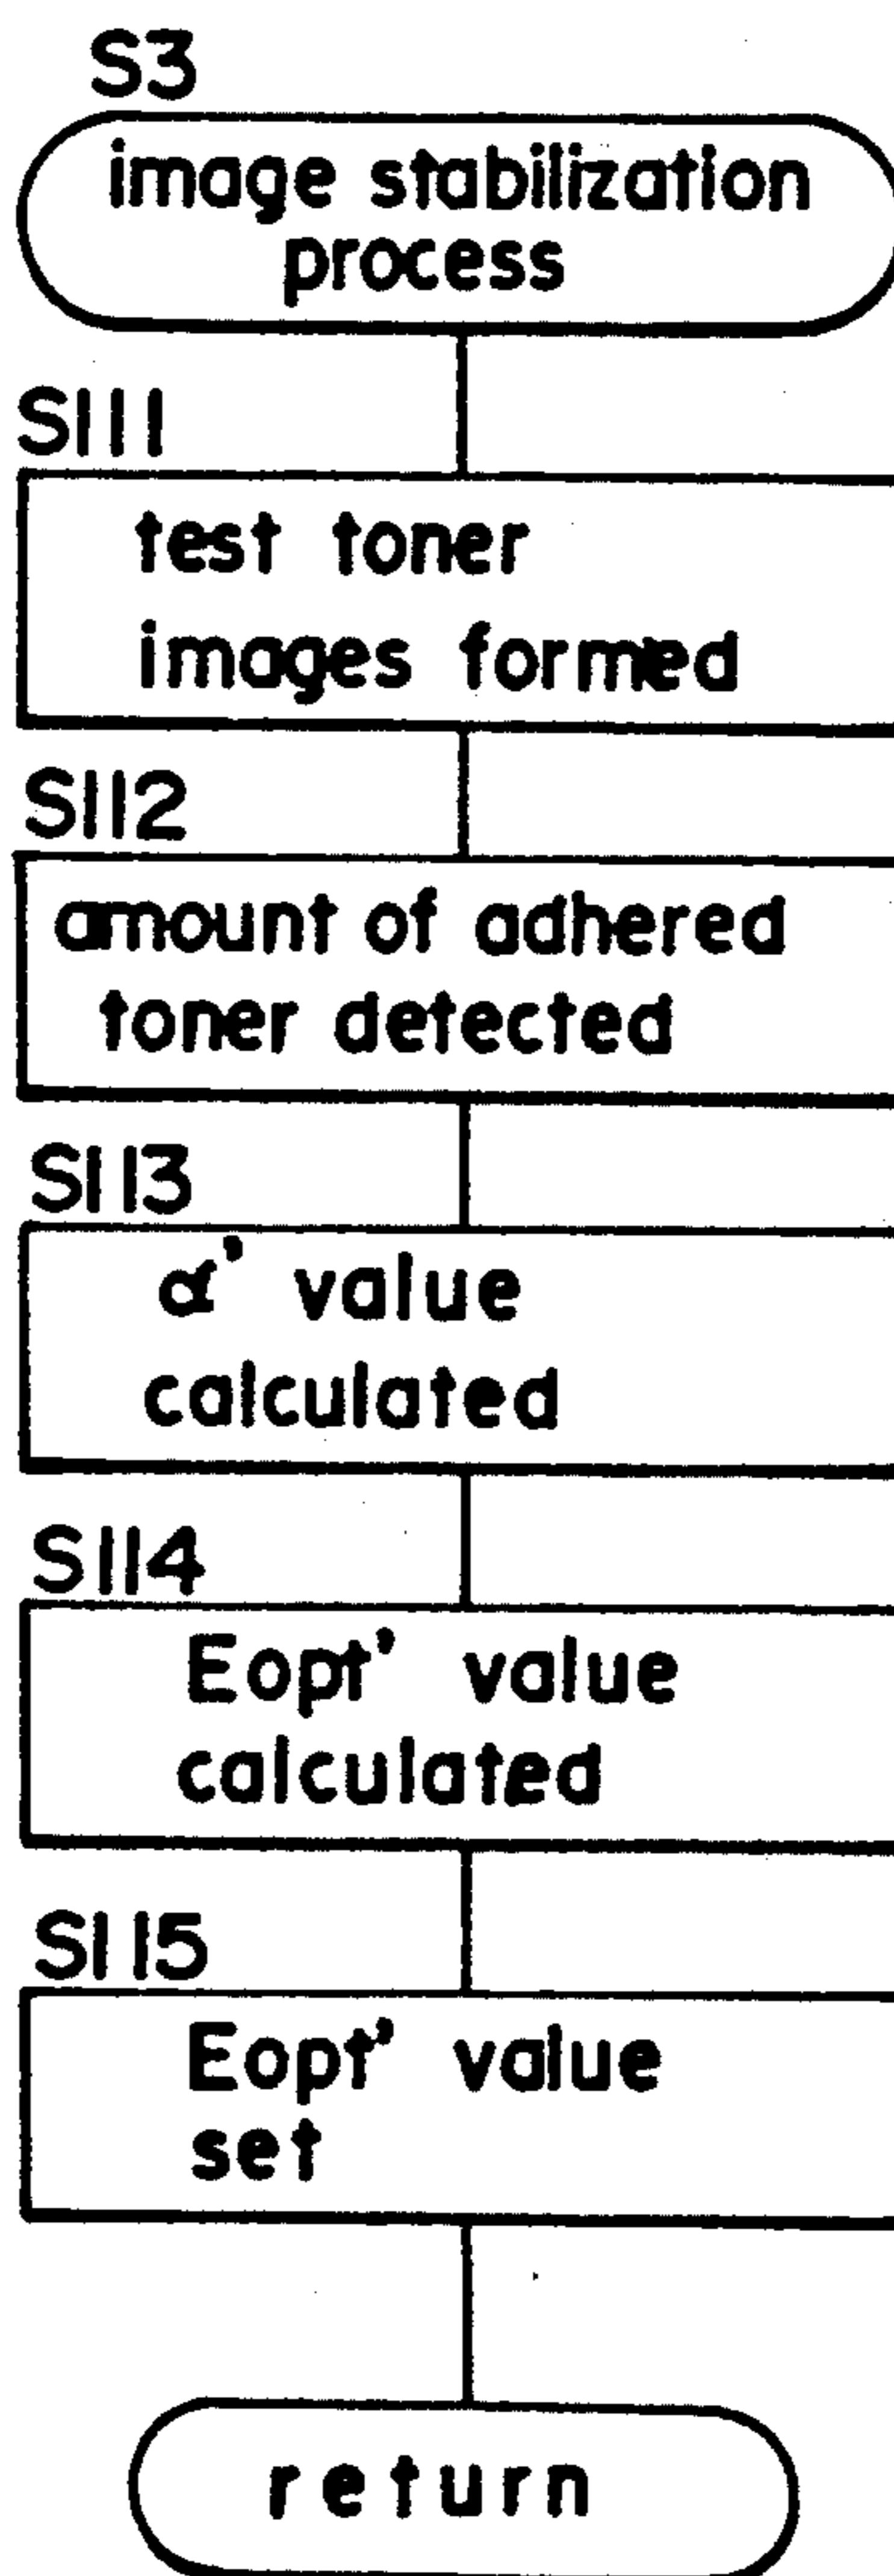 S3
image stabilization
process
S111
test toner
images formed
S112
amount of adhered
toner detected
S113
α' value
calculated
S114
Eopt' value
calculated
S115
Eopt' value
set
return